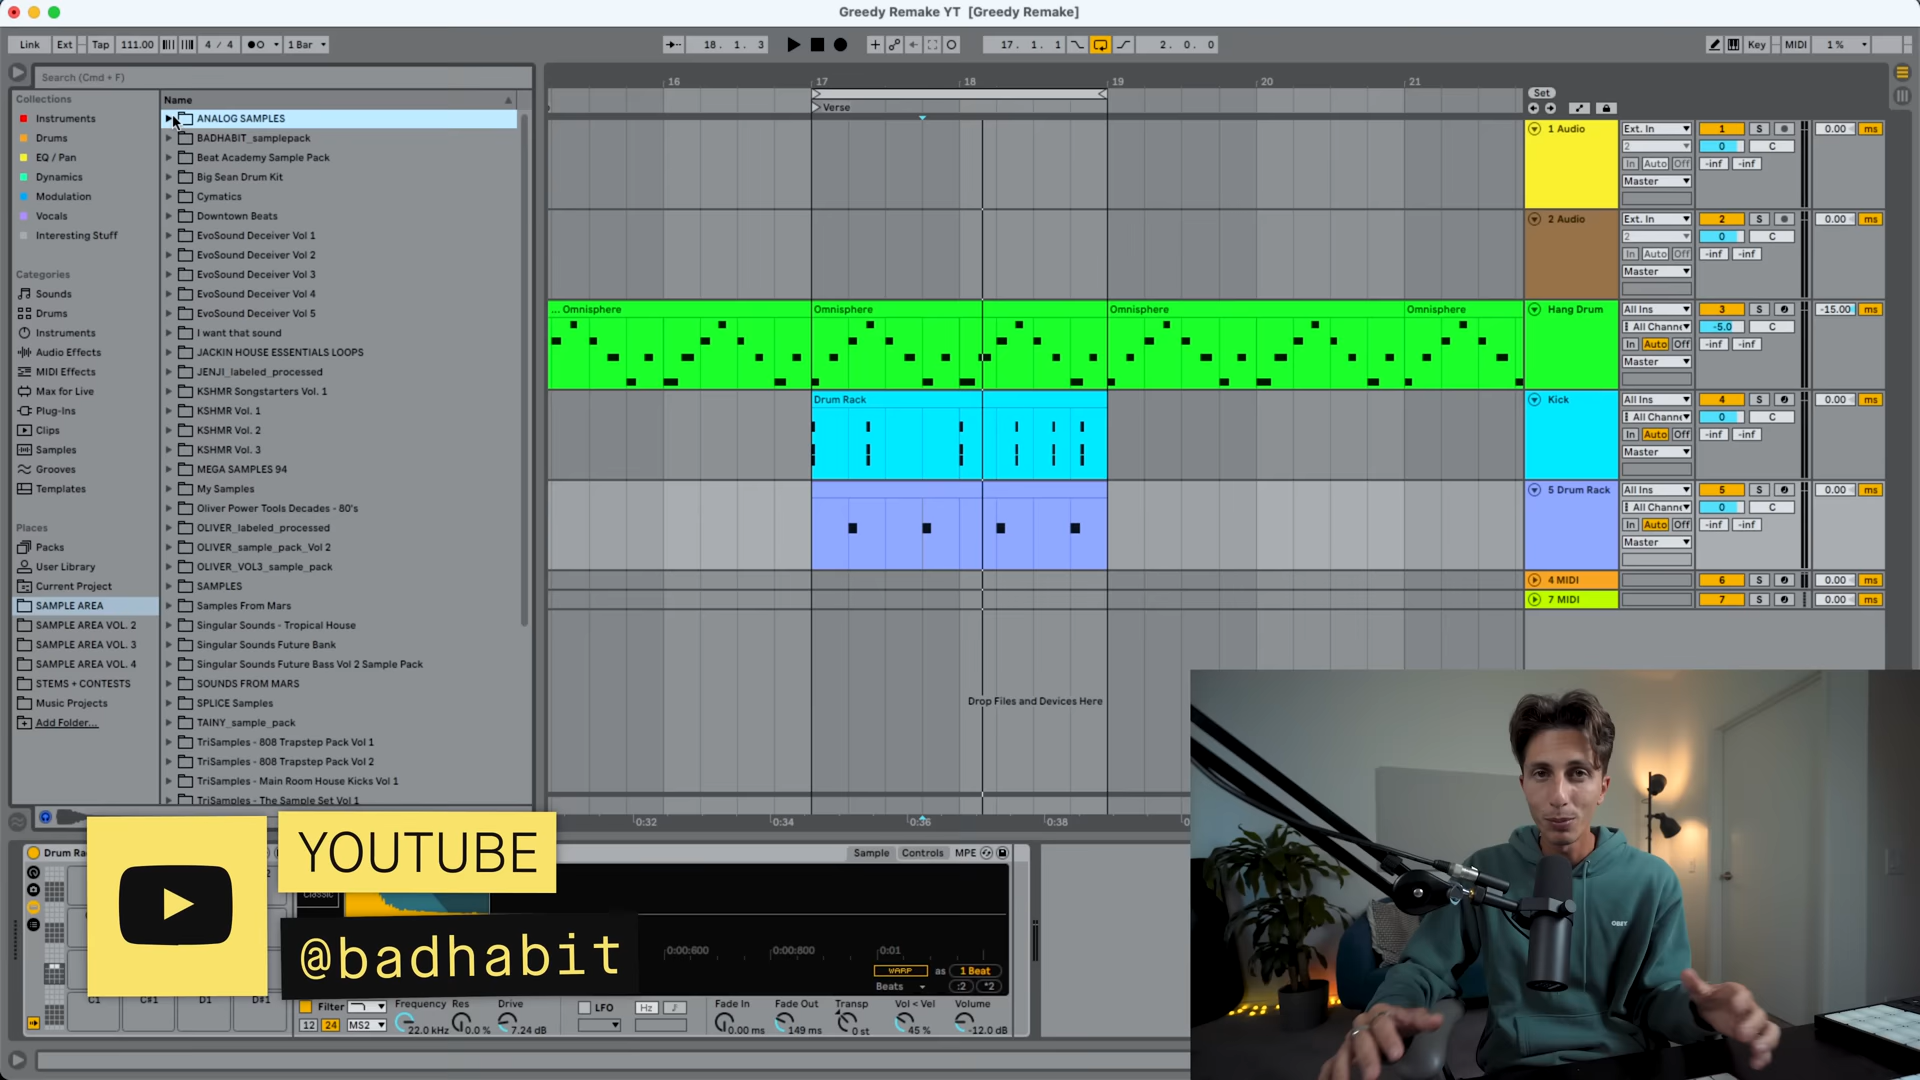 Greedy Remake YT [Greedy Remake]
Link Ext Tap 111.00 4 / 4 1 Bar 18. 1. 3 17. 1. 1 2. 0. 0 Key MIDI 1 %
Search (Cmd + F)
Collections
Instruments
Drums
EQ / Pan
Dynamics
Modulation
Vocals
Interesting Stuff
Categories
Sounds
Drums
Instruments
Audio Effects
MIDI Effects
Max for Live
Plug-Ins
Clips
Samples
Grooves
Templates
Places
Packs
User Library
Current Project
SAMPLE AREA
SAMPLE AREA VOL. 2
SAMPLE AREA VOL. 3
SAMPLE AREA VOL. 4
STEMS + CONTESTS
Music Projects
Add Folder...
Name
ANALOG SAMPLES
BADHABIT_samplepack
Beat Academy Sample Pack
Big Sean Drum Kit
Cymatics
Downtown Beats
EvoSound Deceiver Vol 1
EvoSound Deceiver Vol 2
EvoSound Deceiver Vol 3
EvoSound Deceiver Vol 4
EvoSound Deceiver Vol 5
I want that sound
JACKIN HOUSE ESSENTIALS LOOPS
JENJI_labeled_processed
KSHMR Songstarters Vol. 1
KSHMR Vol. 1
KSHMR Vol. 2
KSHMR Vol. 3
MEGA SAMPLES 94
My Samples
Oliver Power Tools Decades - 80's
OLIVER_labeled_processed
OLIVER_sample_pack_Vol 2
OLIVER_VOL3_sample_pack
SAMPLES
Samples From Mars
Singular Sounds - Tropical House
Singular Sounds Future Bank
Singular Sounds Future Bass Vol 2 Sample Pack
SOUNDS FROM MARS
SPLICE Samples
TAINY_sample_pack
TriSamples - 808 Trapstep Pack Vol 1
TriSamples - 808 Trapstep Pack Vol 2
TriSamples - Main Room House Kicks Vol 1
TriSamples - The Sample Set Vol 1
16 17 18 19 20 21
Verse
... Omnisphere Omnisphere Omnisphere Omnisphere
Drum Rack
Drop Files and Devices Here
0:32 0:34 0:36 0:38
Set
1 Audio Ext. In 1 S 0.00 ms
2 0 C
In Auto Off -inf -inf
Master
2 Audio Ext. In 2 S 0.00 ms
2 0 C
In Auto Off -inf -inf
Master
Hang Drum All Ins 3 S -15.00 ms
All Channe -5.0 C
In Auto Off -inf -inf
Master
Kick All Ins 4 S 0.00 ms
All Channe 0 C
In Auto Off -inf -inf
Master
5 Drum Rack All Ins 5 S 0.00 ms
All Channe 0 C
In Auto Off -inf -inf
Master
4 MIDI 6 S 0.00 ms
7 MIDI 7 S 0.00 ms
YOUTUBE
@badhabit
Drum Ra
Sample Controls MPE
Classic
0:00:600 0:00:800 0:01
WARP as 1 Beat
Beats :2 *2
C1 C#1 D1 D#1
Filter Frequency Res Drive LFO Hz Fade In Fade Out Transp Vol < Vel Volume
12 24 MS2 22.0 kHz 0.0 % 7.24 dB 0.00 ms 149 ms 0 st 45 % -12.0 dB
OBEY